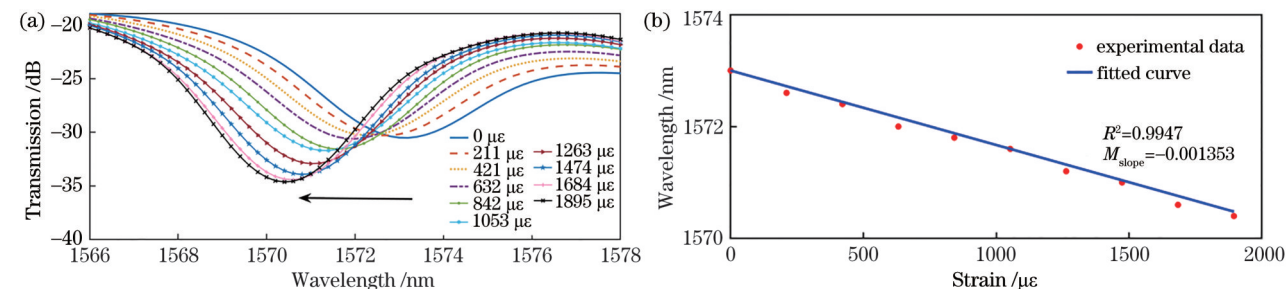 (a)
−20
−25
−30
−35
−40
Transmission /dB
0 με
211 με
421 με
632 με
842 με
1053 με
1263 με
1474 με
1684 με
1895 με
1566 1568 1570 1572 1574 1576 1578
Wavelength /nm
(b)
1574
1572
1570
Wavelength /nm
experimental data
fitted curve
R²=0.9947
Mslope=−0.001353
0 500 1000 1500 2000
Strain /με